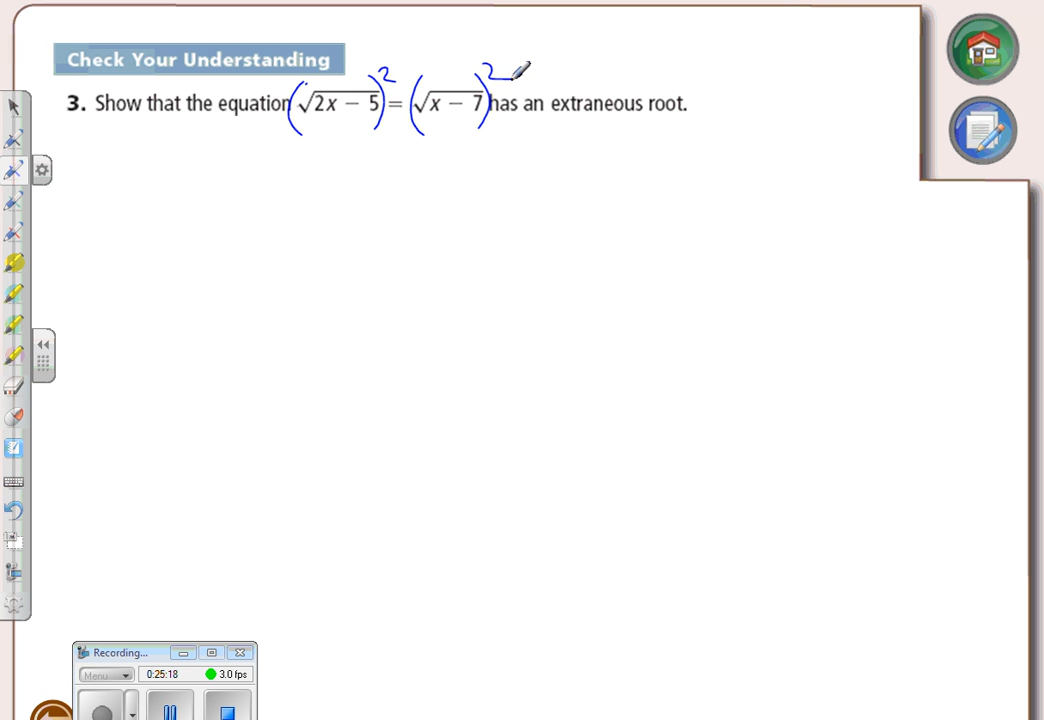 Check Your Understanding
3. Show that the equation (√2x − 5)² = (√x − 7)² has an extraneous root.
Recording...
Menu 0:25:18 3.0 fps